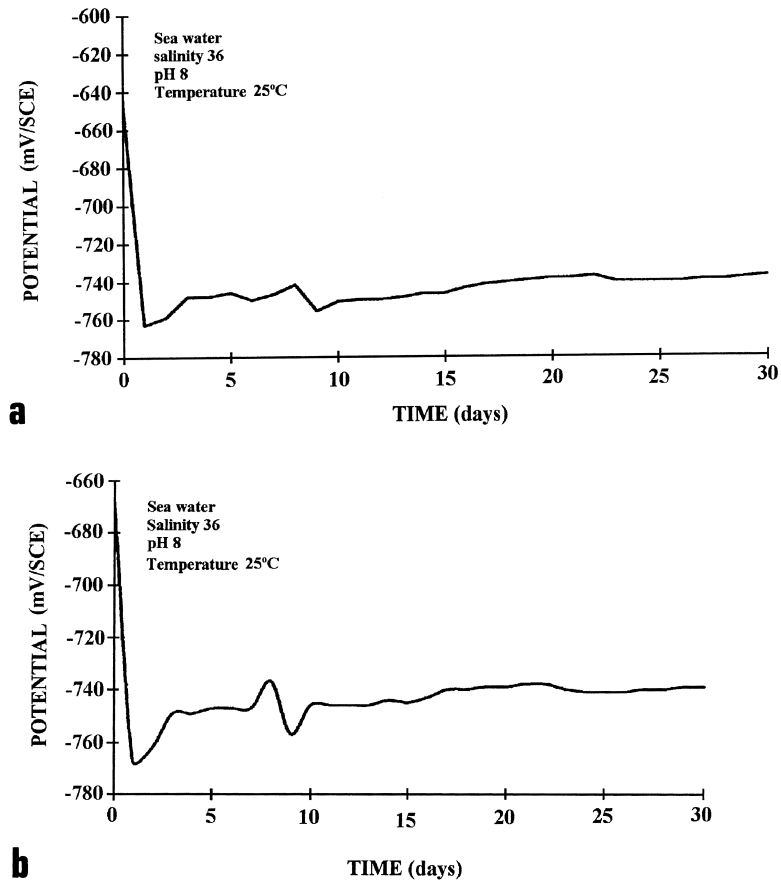 -600
-620
-640
-660
-680
-700
-720
-740
-760
-780
POTENTIAL (mV/SCE)
Sea water
salinity 36
pH 8
Temperature 25ºC
0 5 10 15 20 25 30
TIME (days)
a
-660
-680
-700
-720
-740
-760
-780
POTENTIAL (mV/SCE)
Sea water
Salinity 36
pH 8
Temperature 25ºC
0 5 10 15 20 25 30
TIME (days)
b